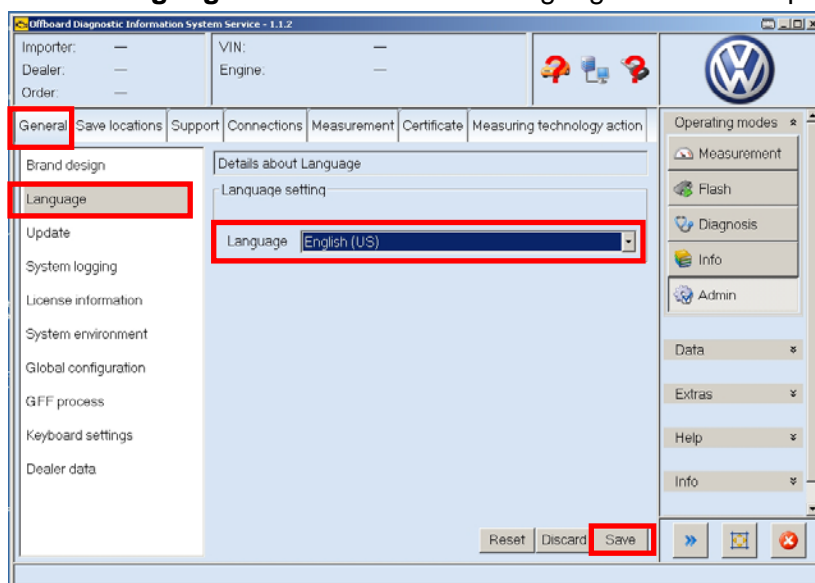 Offboard Diagnostic Information System Service - 1.1.2
Importer: —
Dealer: —
Order: —
VIN: —
Engine: —
General Save locations Support Connections Measurement Certificate Measuring technology action
Brand design
Language
Update
System logging
License information
System environment
Global configuration
GFF process
Keyboard settings
Dealer data
Details about Language
Language setting
Language English (US)
Reset Discard Save
Operating modes
Measurement
Flash
Diagnosis
Info
Admin
Data
Extras
Help
Info